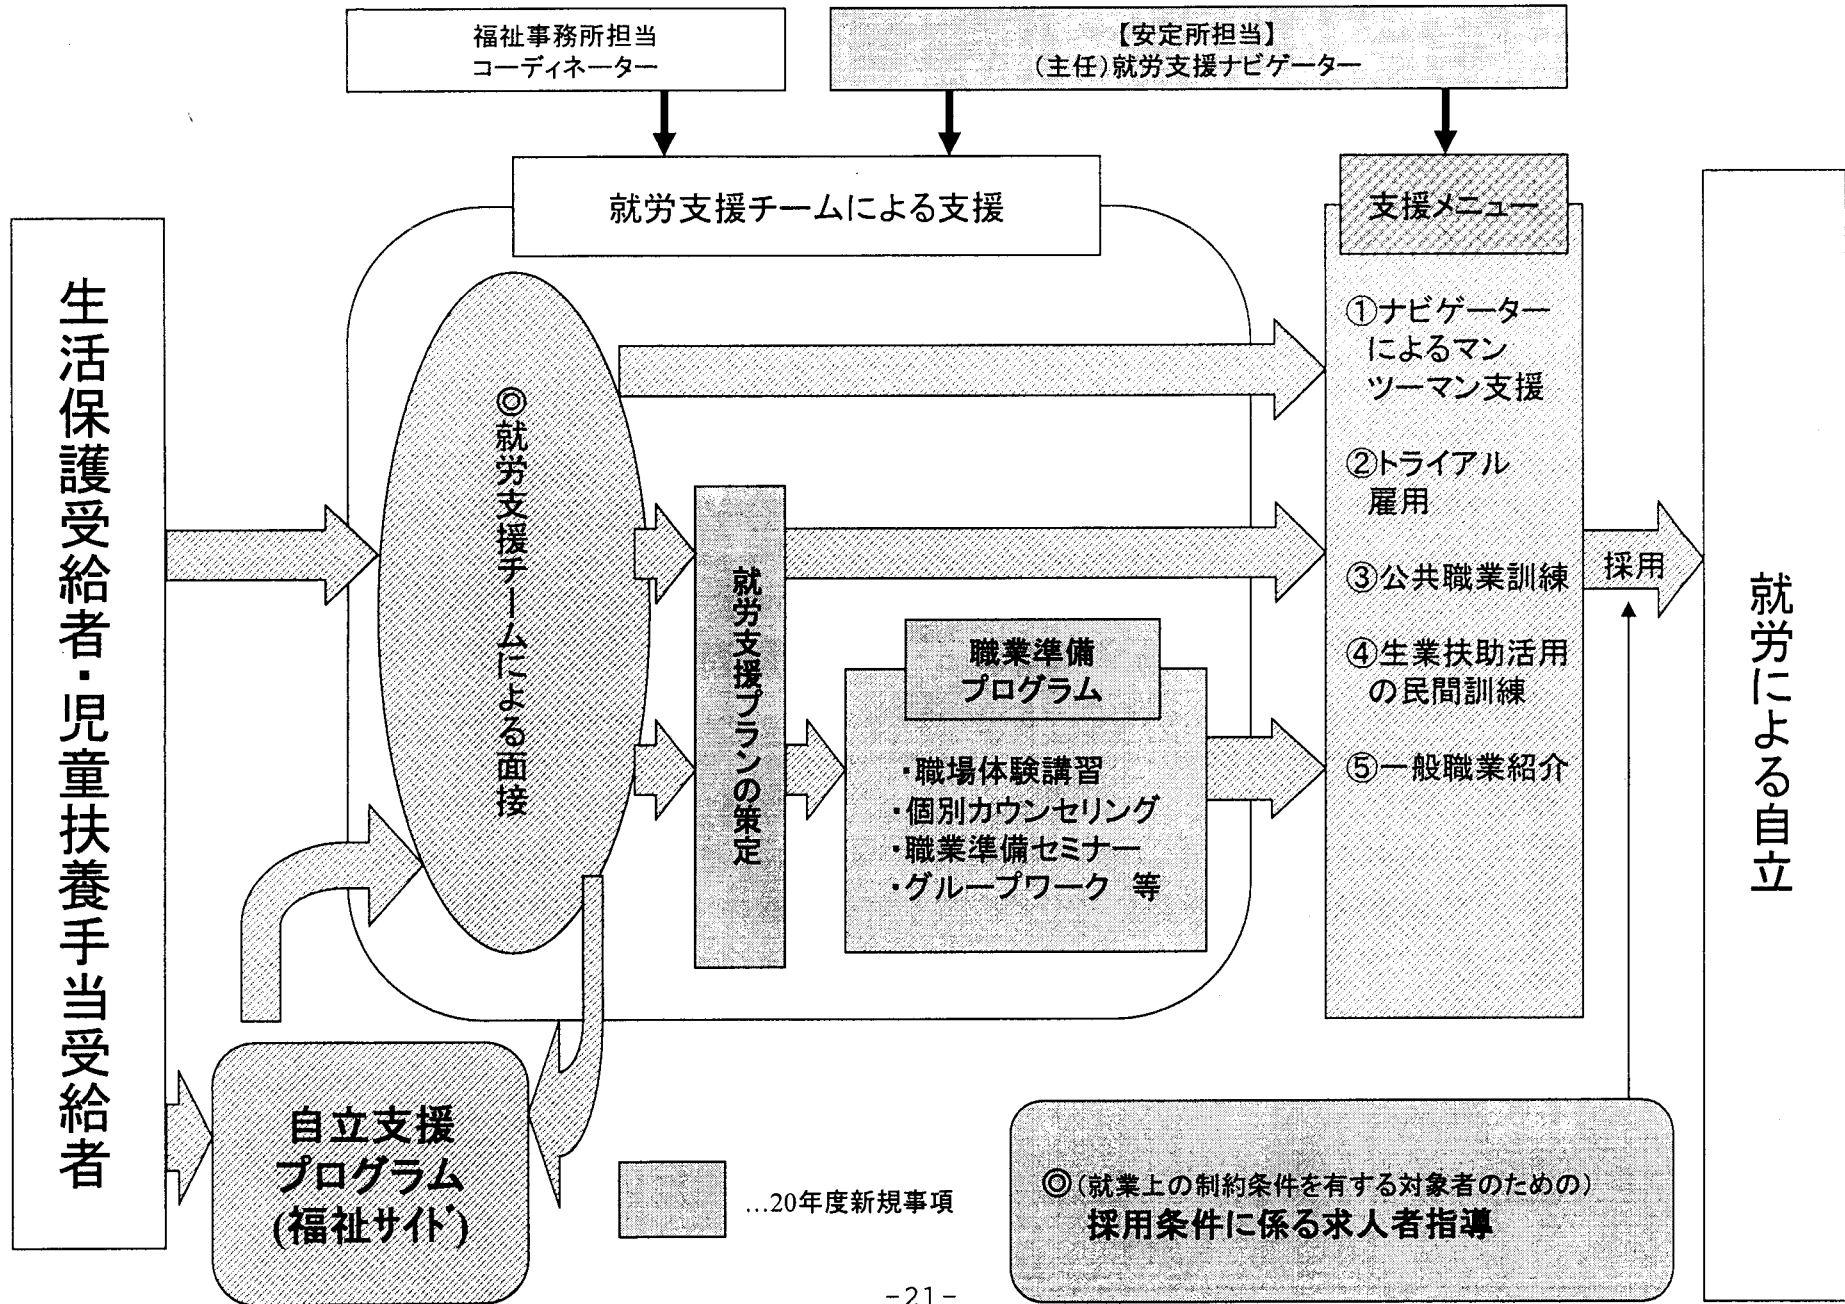 福祉事務所担当
コーディネーター
【安定所担当】
(主任)就労支援ナビゲーター
就労支援チームによる支援
支援メニュー
生活保護受給者・児童扶養手当受給者
◎就労支援チームによる面接
就労支援プランの策定
職業準備
プログラム
・職場体験講習
・個別カウンセリング
・職業準備セミナー
・グループワーク 等
①ナビゲーター
によるマン
ツーマン支援
②トライアル
雇用
③公共職業訓練
④生業扶助活用
の民間訓練
⑤一般職業紹介
採用
就労による自立
自立支援
プログラム
(福祉サイド)
…20年度新規事項
◎(就業上の制約条件を有する対象者のための)
採用条件に係る求人者指導
-21-